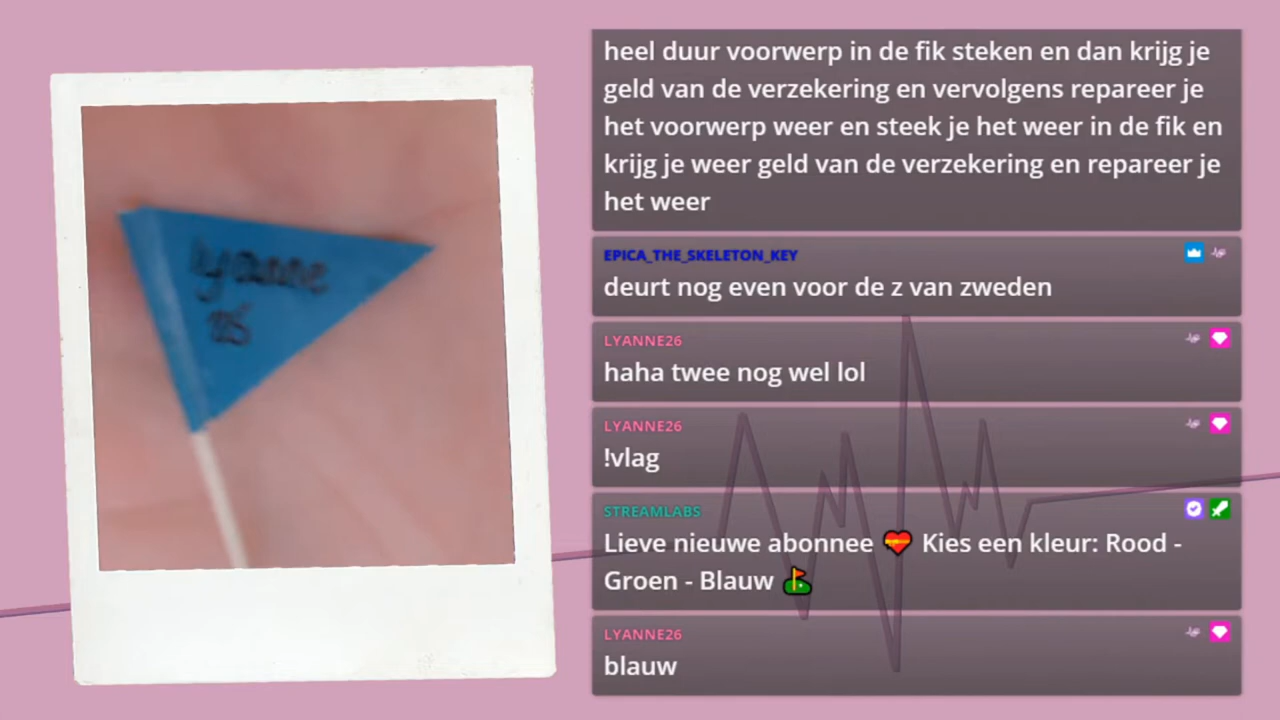 lyanne
heel duur voorwerp in de fik steken en dan krijg je
geld van de verzekering en vervolgens repareer je
het voorwerp weer en steek je het weer in de fik en
krijg je weer geld van de verzekering en repareer je
het weer
EPICA_THE_SKELETON_KEY
deurt nog even voor de z van zweden
LYANNE26
haha twee nog wel lol
LYANNE26
!vlag
STREAMLABS
Lieve nieuwe abonnee Kies een kleur: Rood -
Groen - Blauw
LYANNE26
blauw